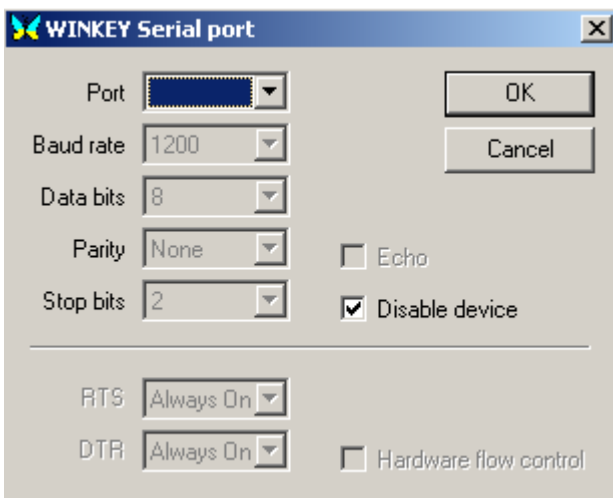 WINKEY Serial port
Port
OK
Baud rate 1200
Cancel
Data bits 8
Parity None
Echo
Stop bits 2
Disable device
RTS Always On
DTR Always On
Hardware flow control